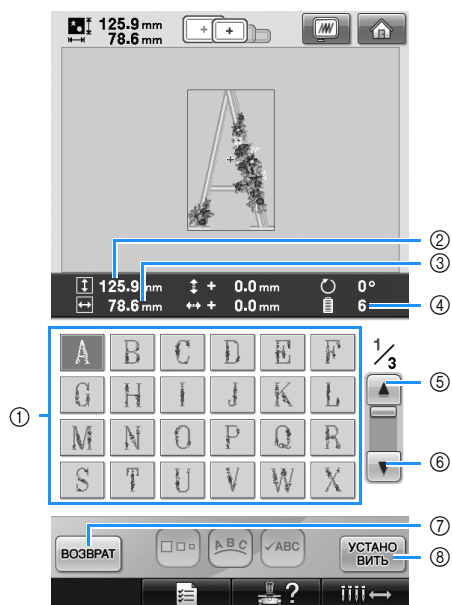 125.9 mm
78.6 mm
②
③
125.9 mm + 0.0 mm 0°
78.6 mm + 0.0 mm 6 ④
1/3
A B C D E F ⑤
G H I J K L
①
M N O P Q R ⑥
S T U V W X
⑦
ВОЗВРАТ ABC ✓ABC УСТАНО
ВИТЬ ⑧
?